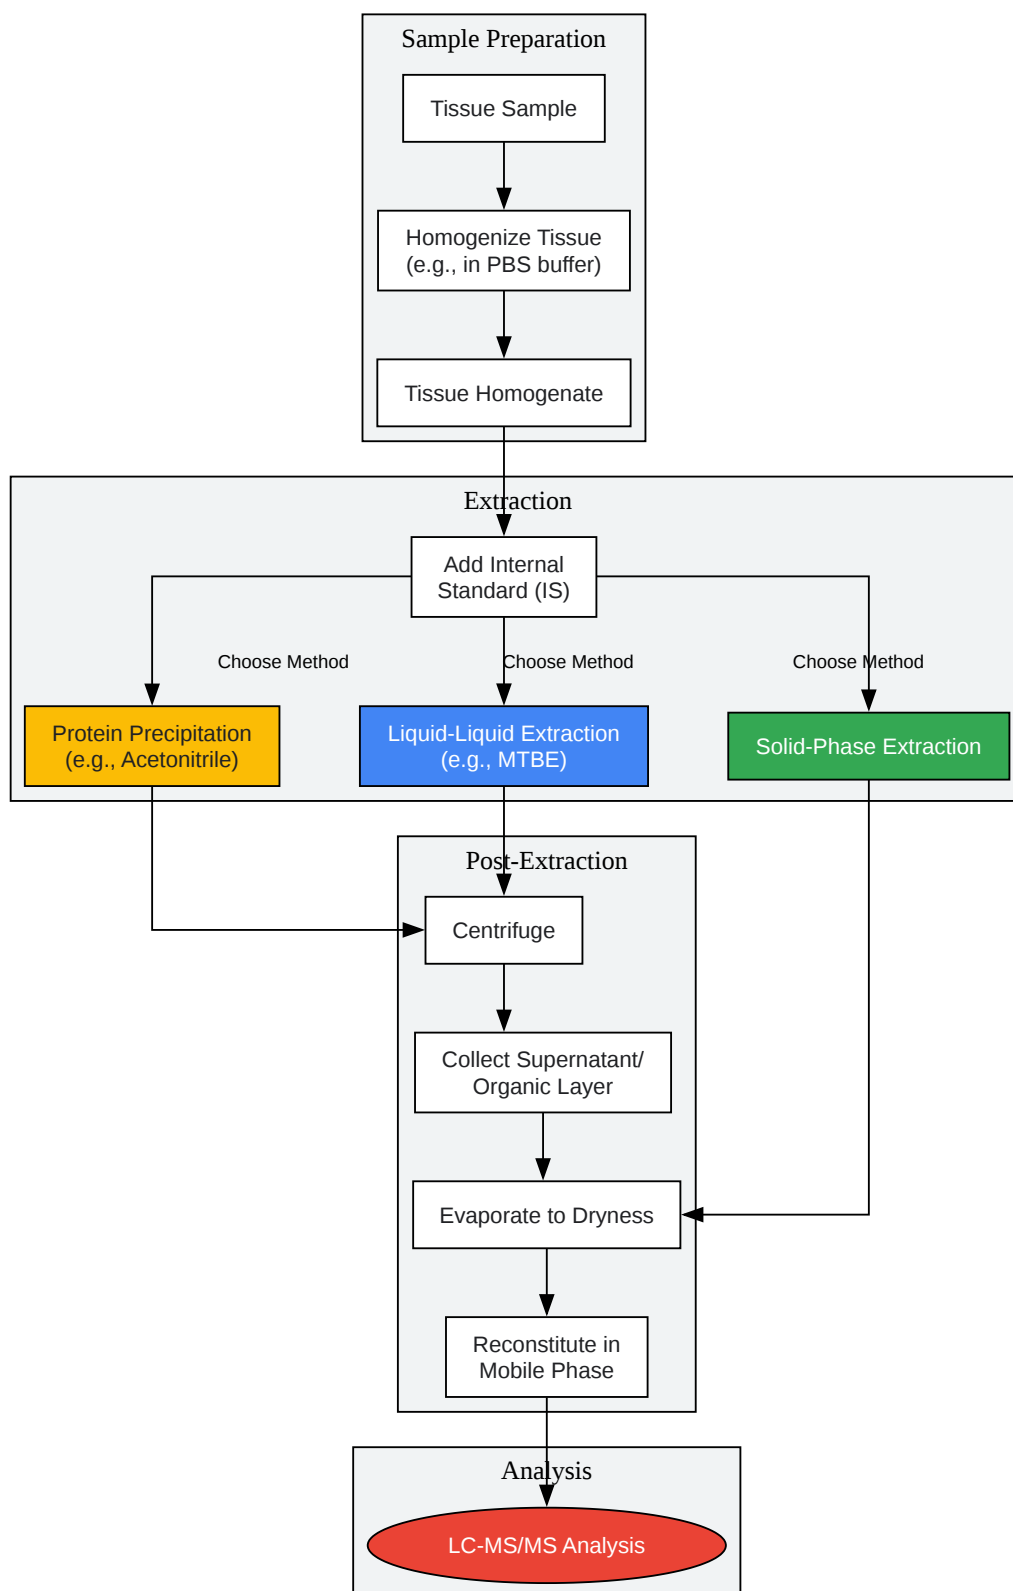 Sample Preparation
Tissue Sample
Homogenize Tissue
(e.g., in PBS buffer)
Tissue Homogenate
Extraction
Add Internal
Standard (IS)
Choose Method
Choose Method
Choose Method
Protein Precipitation
(e.g., Acetonitrile)
Liquid-Liquid Extraction
(e.g., MTBE)
Solid-Phase Extraction
Post-Extraction
Centrifuge
Collect Supernatant/
Organic Layer
Evaporate to Dryness
Reconstitute in
Mobile Phase
Analysis
LC-MS/MS Analysis